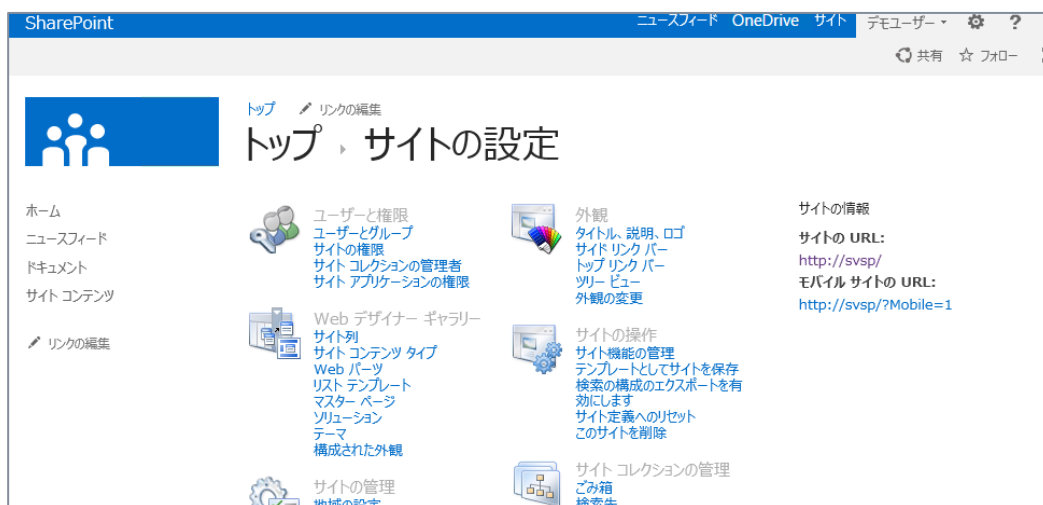 SharePoint
ニュースフィード OneDrive サイト デモユーザー ?
共有 フォロー
トップ リンクの編集
トップ サイトの設定
ホーム
ニュースフィード
ドキュメント
サイト コンテンツ
リンクの編集
ユーザーと権限
ユーザーとグループ
サイトの権限
サイト コレクションの管理者
サイト アプリケーションの権限
Web デザイナー ギャラリー
サイト列
サイト コンテンツ タイプ
Web パーツ
リスト テンプレート
マスター ページ
ソリューション
テーマ
構成された外観
サイトの管理
地域の設定
外観
タイトル、説明、ロゴ
サイド リンク バー
トップ リンク バー
ツリー ビュー
外観の変更
サイトの操作
サイト機能の管理
テンプレートとしてサイトを保存
検索の構成のエクスポートを有
効にします
サイト定義へのリセット
このサイトを削除
サイト コレクションの管理
ごみ箱
検索先
サイトの情報
サイトの URL:
http://svsp/
モバイル サイトの URL:
http://svsp/?Mobile=1